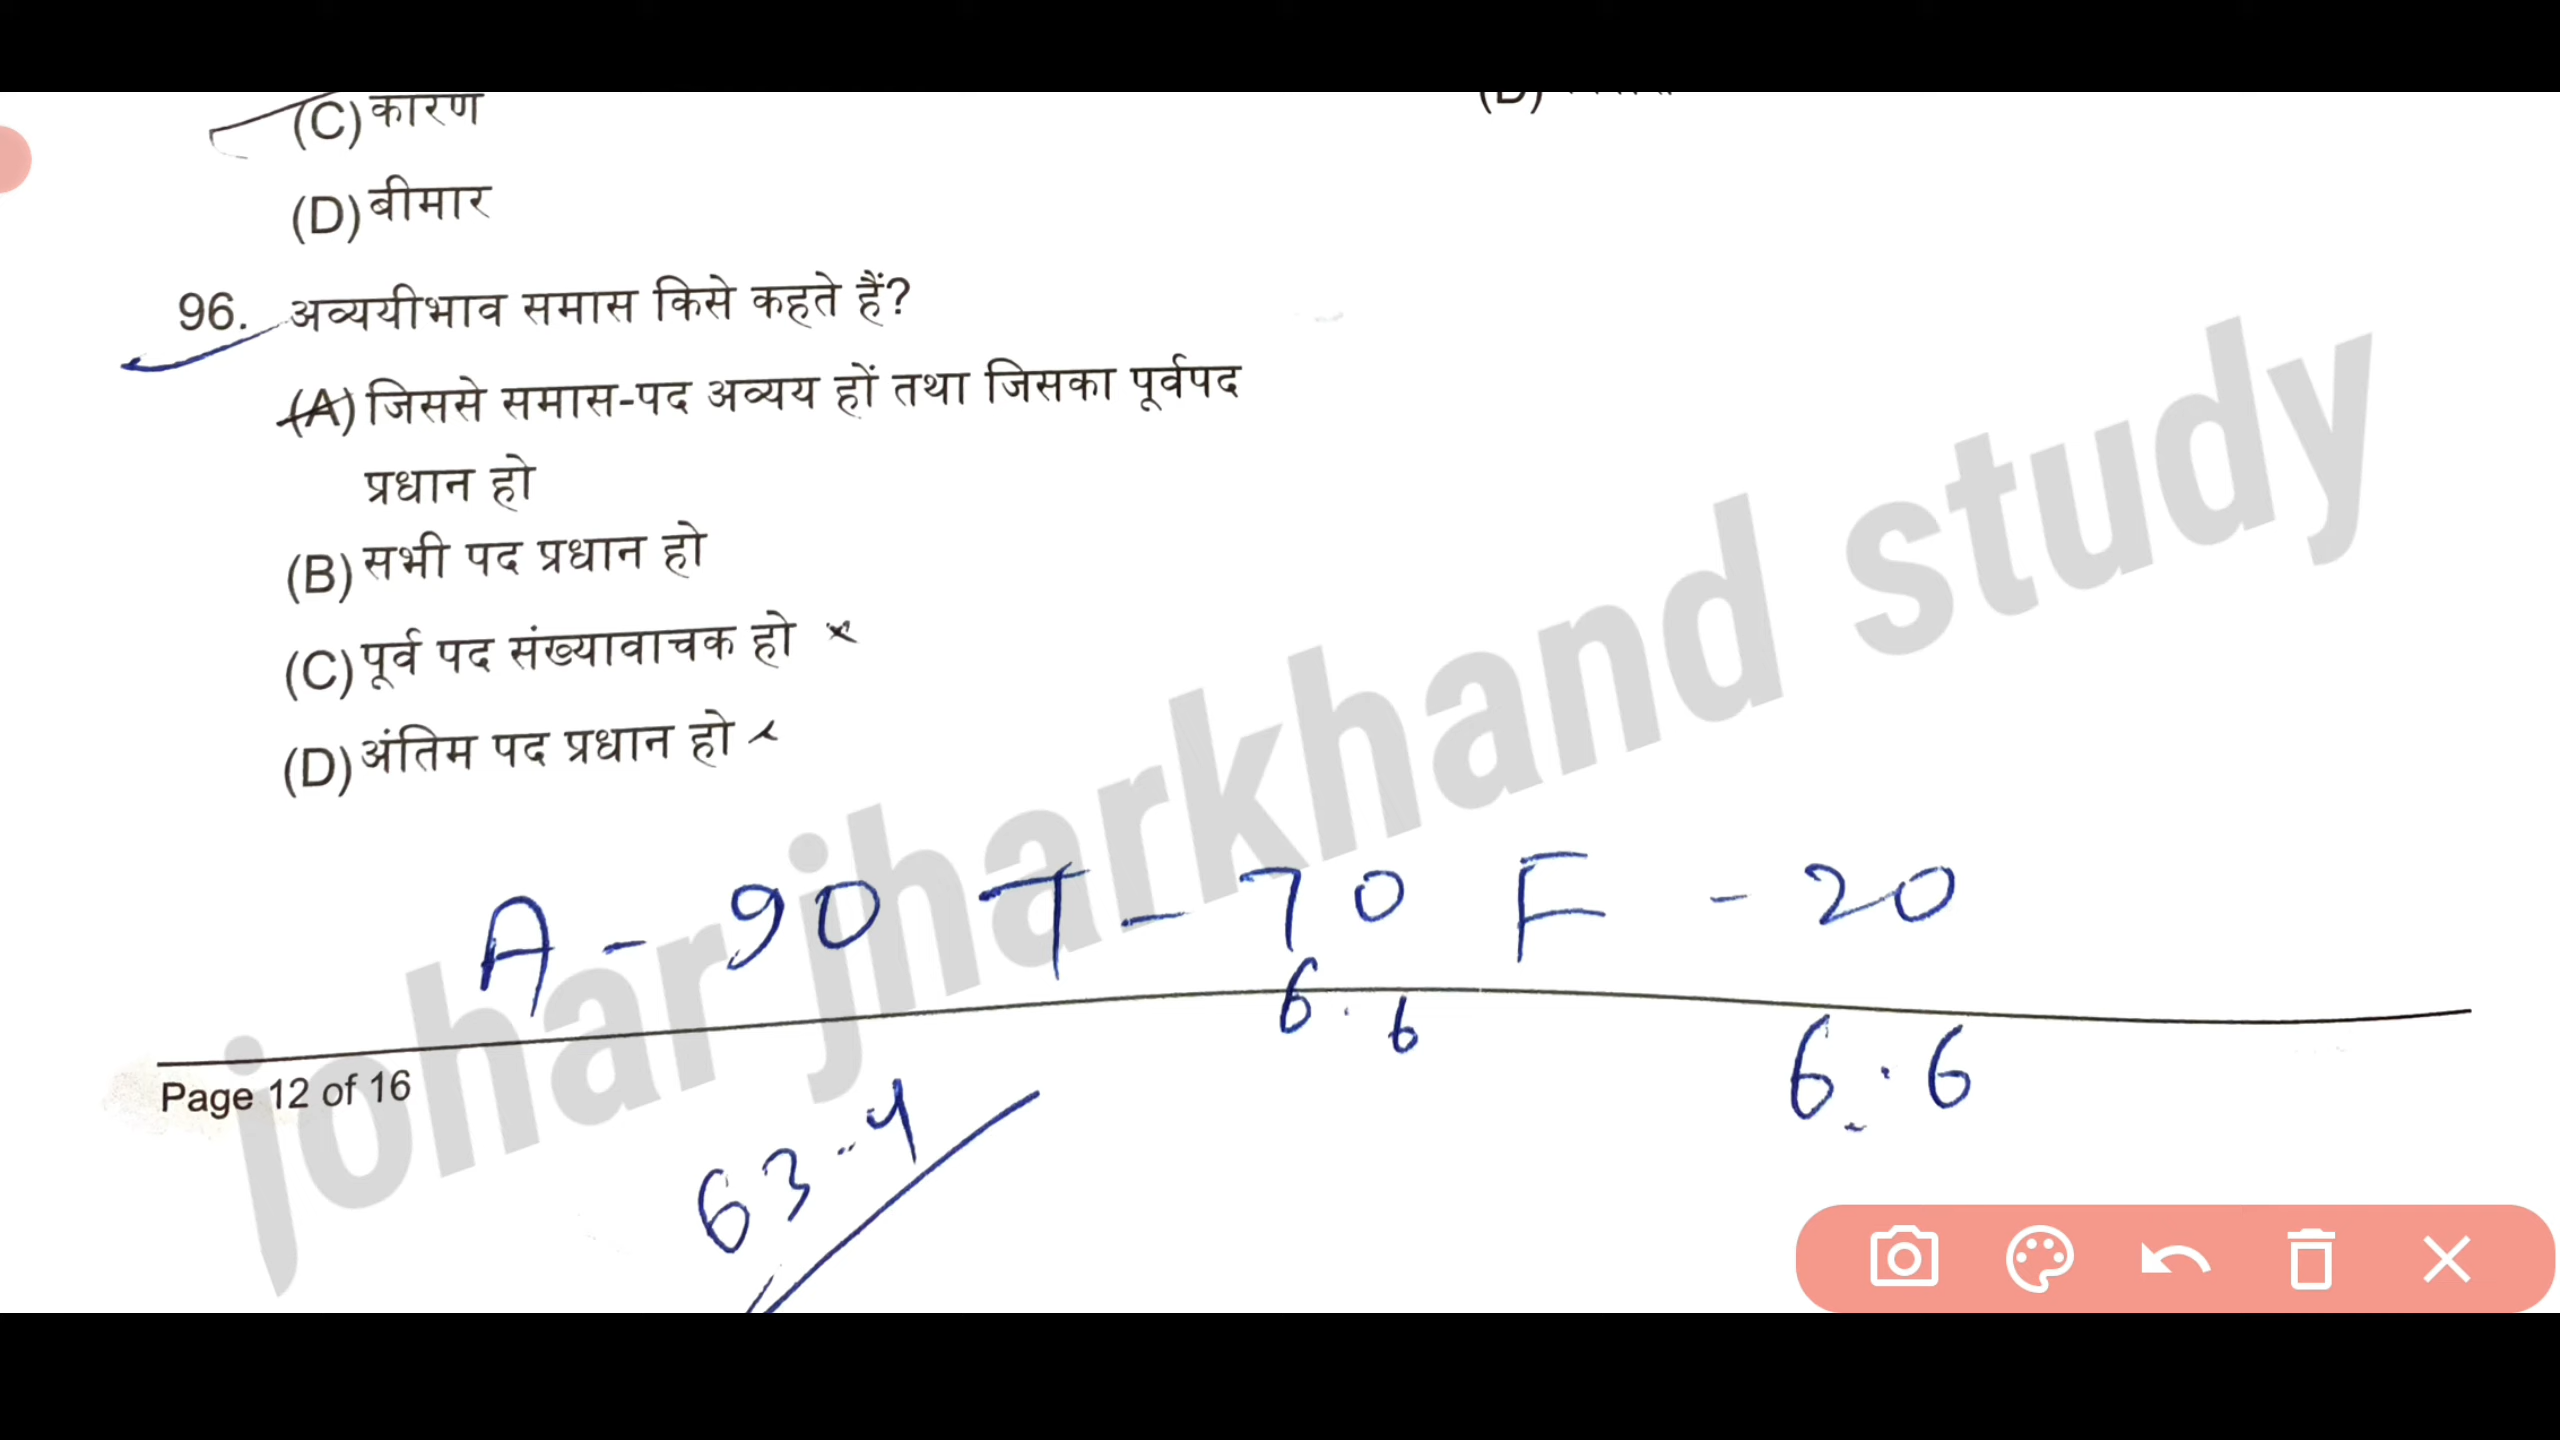 (C) कारण
(D) बीमार
96. अव्ययीभाव समास किसे कहते हैं?
(A) जिससे समास-पद अव्यय हों तथा जिसका पूर्वपद
प्रधान हो
(B) सभी पद प्रधान हो
(C) पूर्व पद संख्यावाचक हो ×
(D) अंतिम पद प्रधान हो
A - 90 T - 70 F - 20
6.6
6.6
Page 12 of 16
63.4
johar jharkhand study